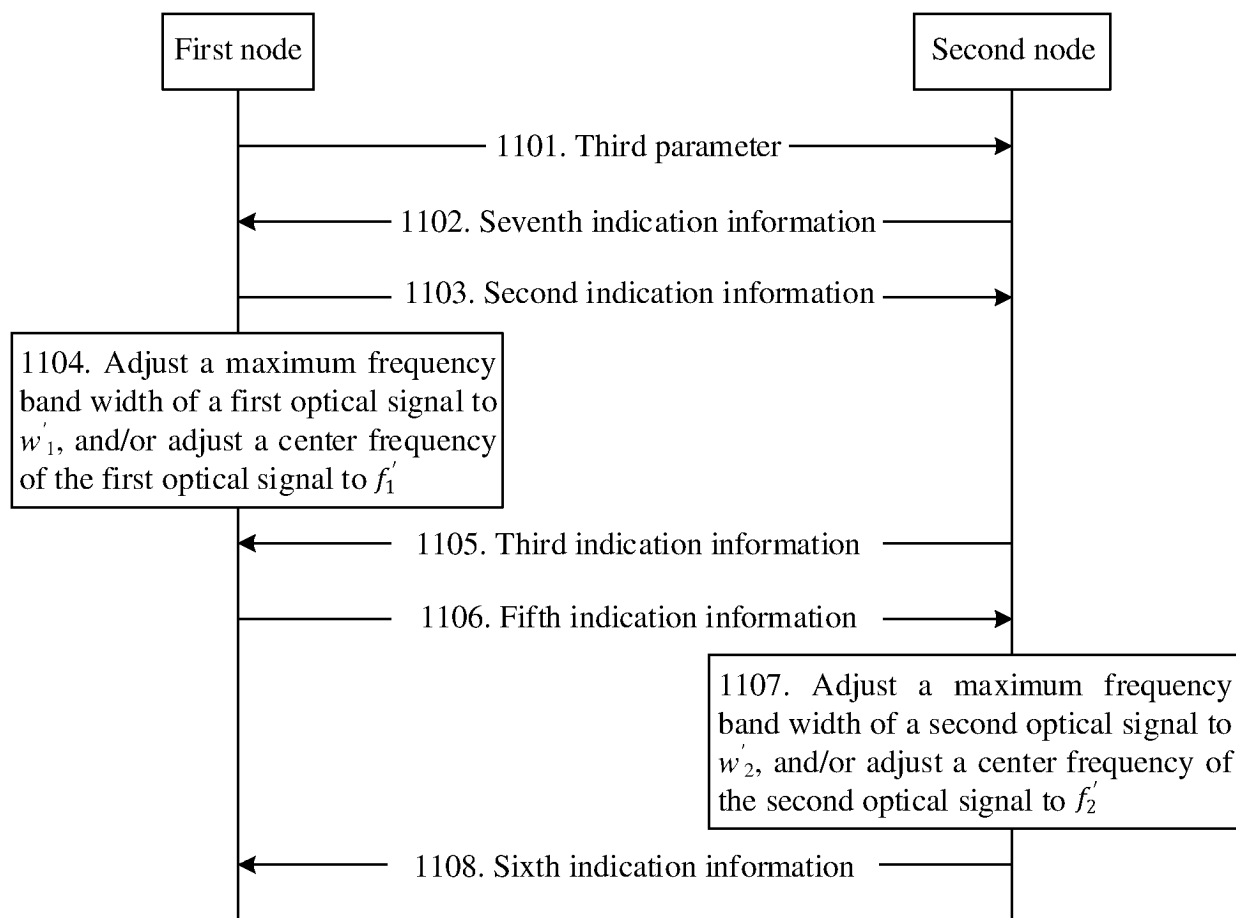 First node
Second node
1101. Third parameter
1102. Seventh indication information
1103. Second indication information
1104. Adjust a maximum frequency
band width of a first optical signal to
w'₁, and/or adjust a center frequency
of the first optical signal to f₁'
1105. Third indication information
1106. Fifth indication information
1107. Adjust a maximum frequency
band width of a second optical signal to
w'₂, and/or adjust a center frequency of
the second optical signal to f₂'
1108. Sixth indication information